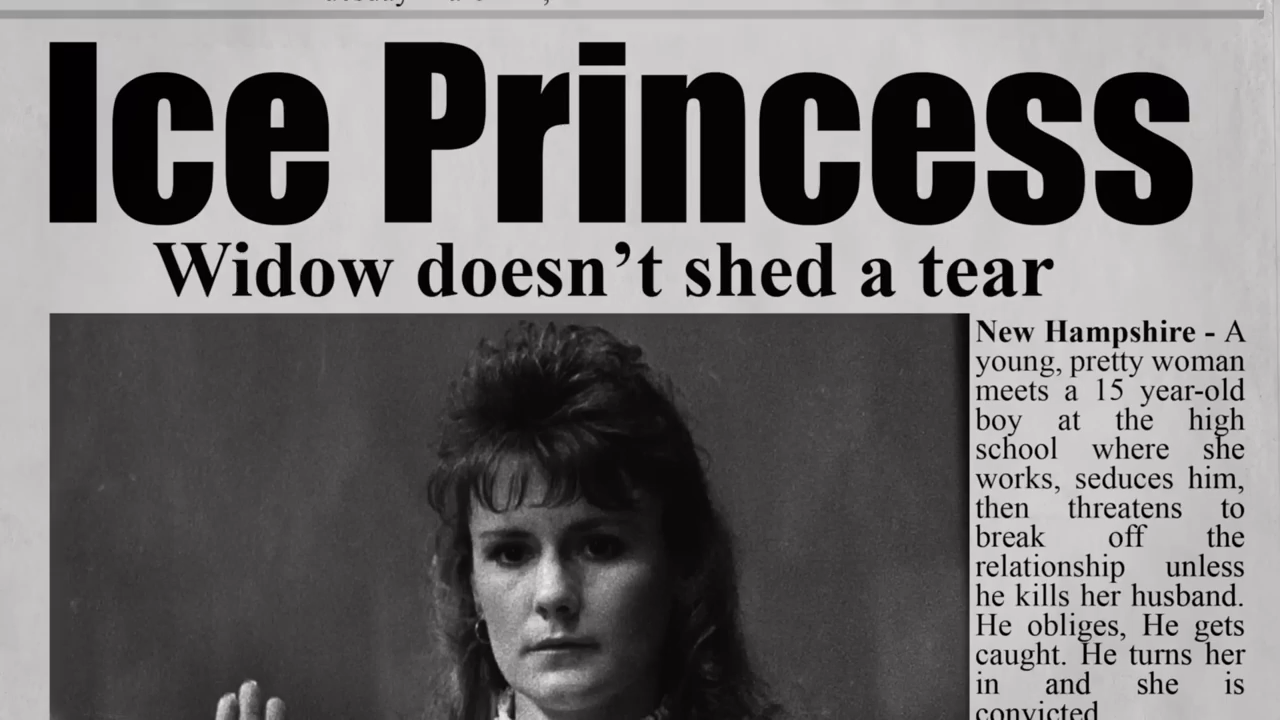 Ice Princess
Widow doesn’t shed a tear
New Hampshire - A
young, pretty woman
meets a 15 year-old
boy at the high
school where she
works, seduces him,
then threatens to
break off the
relationship unless
he kills her husband.
He obliges, He gets
caught. He turns her
in and she is
convicted